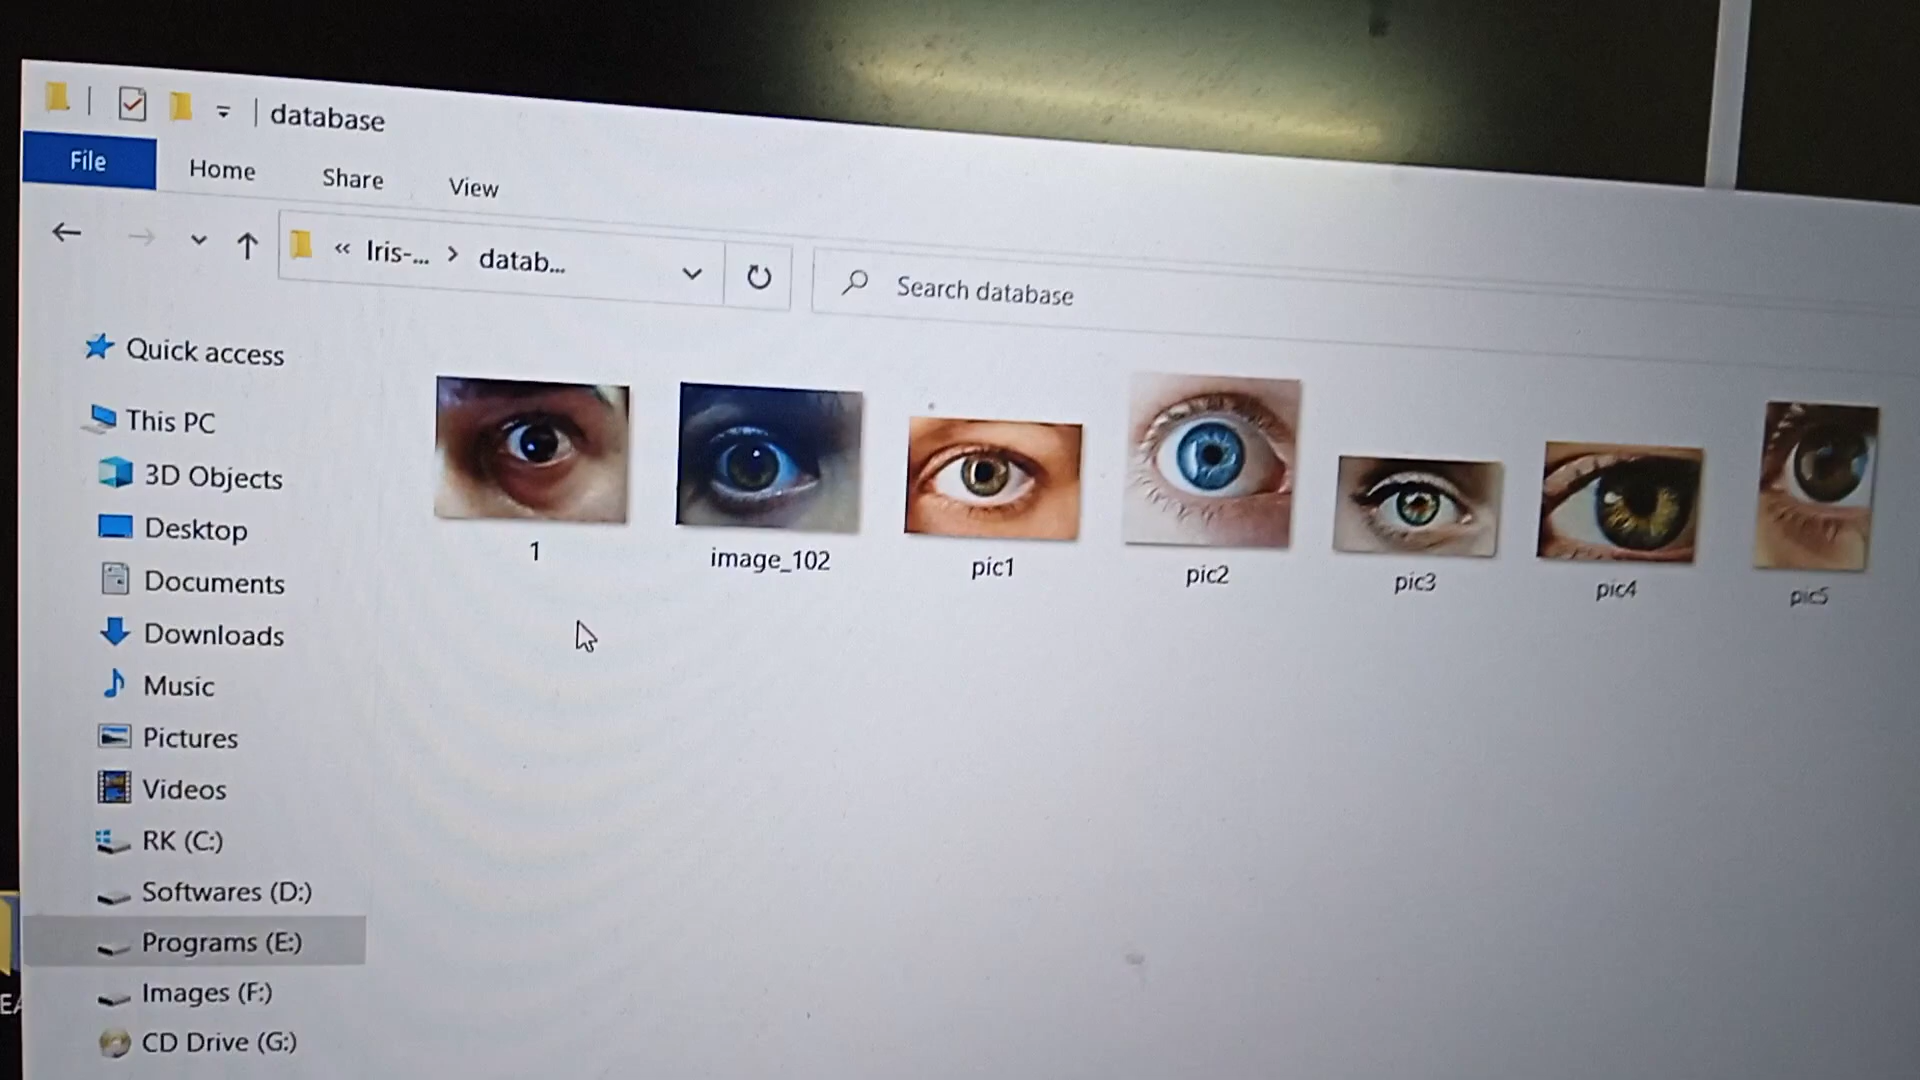 database
File Home Share View
« Iris-... > datab... Search database
Quick access
This PC
3D Objects
Desktop
Documents
Downloads
Music
Pictures
Videos
RK (C:)
Softwares (D:)
Programs (E:)
Images (F:)
CD Drive (G:)
1 image_102 pic1 pic2 pic3 pic4 pic5